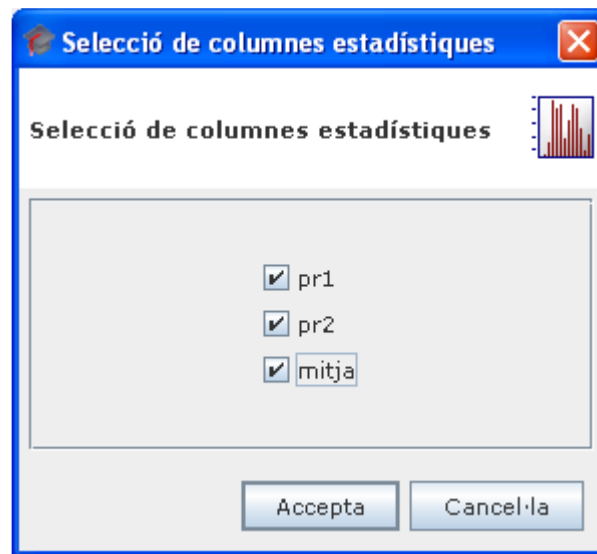 Selecció de columnes estadístiques
Selecció de columnes estadístiques
pr1
pr2
mitja
Accepta
Cancel·la